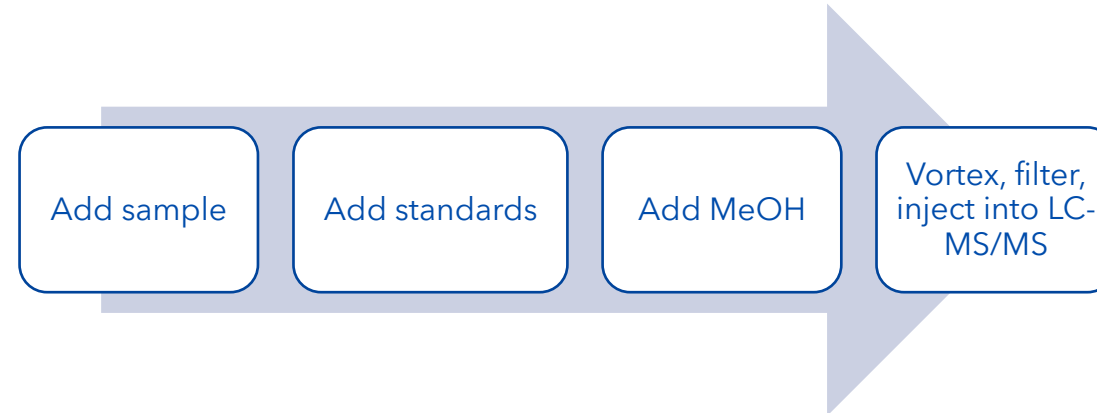 Add sample
Add standards
Add MeOH
Vortex, filter,
inject into LC-
MS/MS